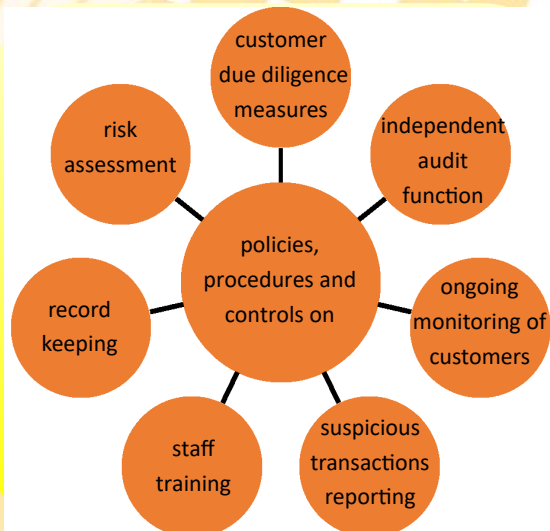 customer
due diligence
measures
independent
audit
function
ongoing
monitoring of
customers
suspicious
transactions
reporting
staff
training
record
keeping
risk
assessment
policies,
procedures and
controls on